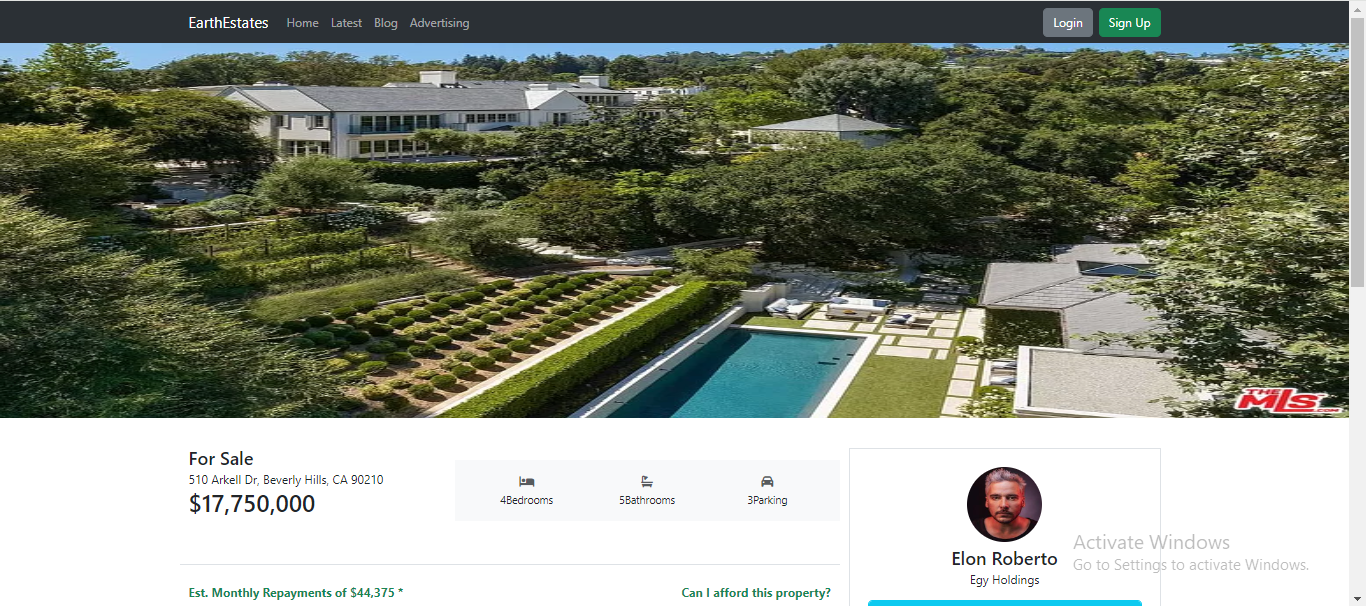 EarthEstates Home Latest Blog Advertising Login Sign Up
THE
MLS
.COM
For Sale
510 Arkell Dr, Beverly Hills, CA 90210
$17,750,000
4Bedrooms 5Bathrooms 3Parking
Est. Monthly Repayments of $44,375 *
Can I afford this property?
Elon Roberto
Egy Holdings
Activate Windows
Go to Settings to activate Windows.